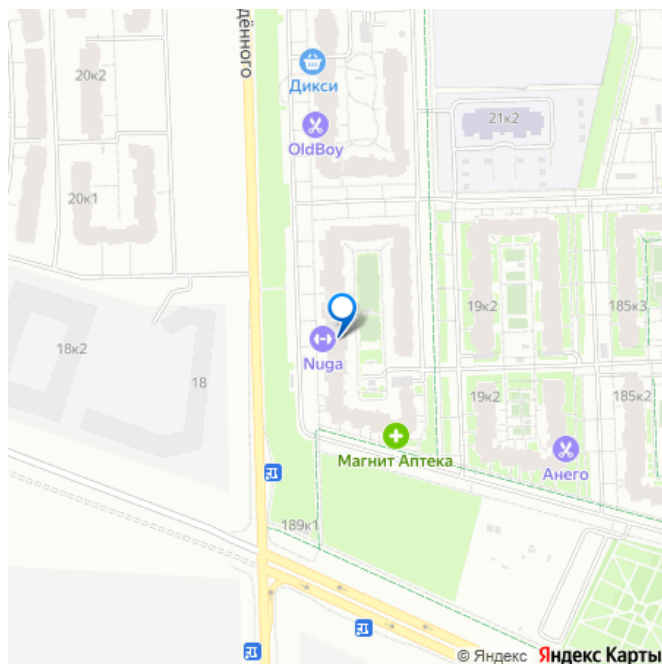 дённого
20к2
Дикси
21к2
OldBoy
20к1
19к2
185к3
18к2
Nuga
18
19к2
185к2
Магнит Аптека
Анего
189к1
© Яндекс Яндекс Карты